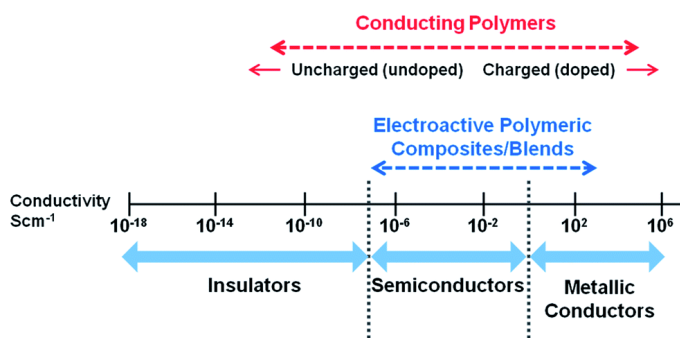 Conducting Polymers
Uncharged (undoped) Charged (doped)
Electroactive Polymeric
Composites/Blends
Conductivity
Scm⁻¹
10⁻¹⁸ 10⁻¹⁴ 10⁻¹⁰ 10⁻⁶ 10⁻² 10² 10⁶
Insulators Semiconductors Metallic
Conductors